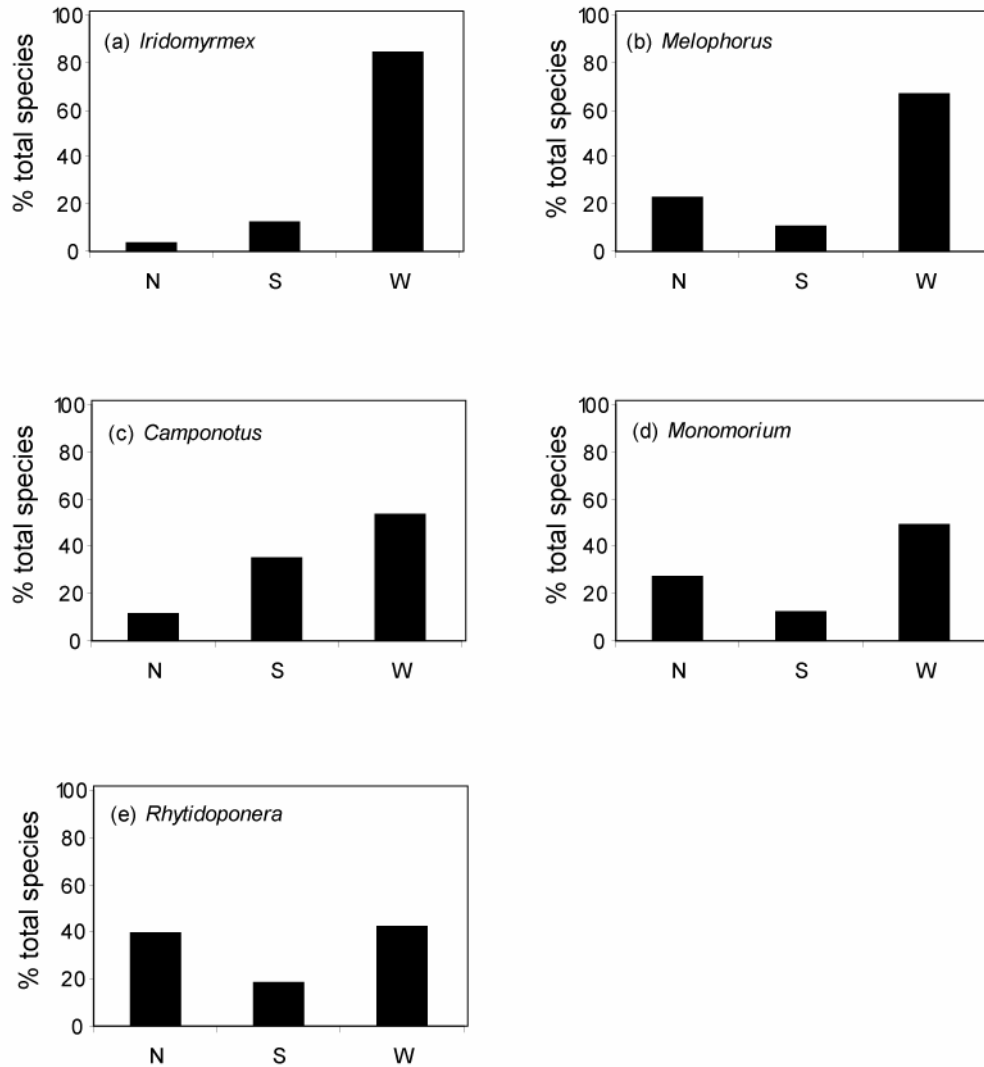 (a) Iridomyrmex
% total species
100
80
60
40
20
0
N S W
(b) Melophorus
% total species
100
80
60
40
20
0
N S W
(c) Camponotus
% total species
100
80
60
40
20
0
N S W
(d) Monomorium
% total species
100
80
60
40
20
0
N S W
(e) Rhytidoponera
% total species
100
80
60
40
20
0
N S W